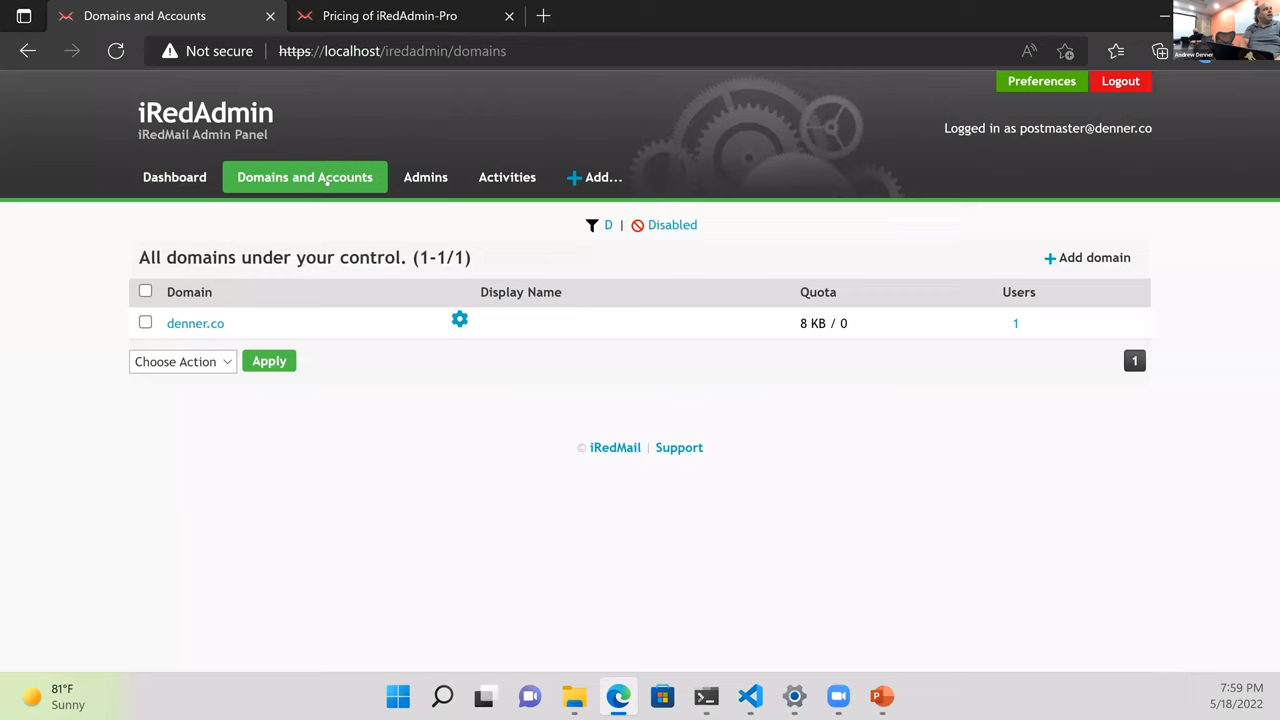 Domains and Accounts
Pricing of iRedAdmin-Pro
Not secure
https://localhost/iredadmin/domains
Andrew Denner
Preferences
Logout
iRedAdmin
iRedMail Admin Panel
Logged in as postmaster@denner.co
Dashboard
Domains and Accounts
Admins
Activities
Add...
D | Disabled
All domains under your control. (1-1/1)
Add domain
Domain Display Name Quota Users
denner.co 8 KB / 0 1
Choose Action
Apply
1
© iRedMail | Support
81°F
Sunny
7:59 PM
5/18/2022